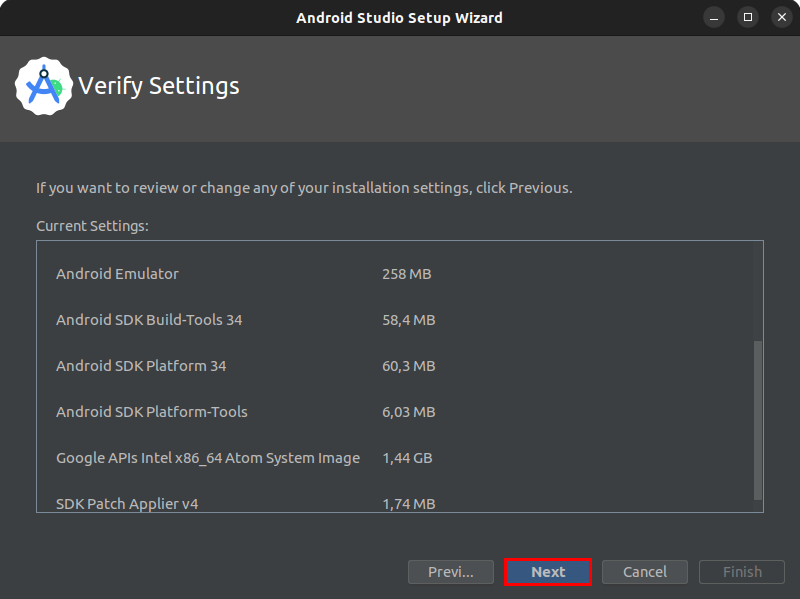 Android Studio Setup Wizard
Verify Settings
If you want to review or change any of your installation settings, click Previous.
Current Settings:
Android Emulator 258 MB
Android SDK Build-Tools 34 58,4 MB
Android SDK Platform 34 60,3 MB
Android SDK Platform-Tools 6,03 MB
Google APIs Intel x86_64 Atom System Image 1,44 GB
SDK Patch Applier v4 1,74 MB
Previ... Next Cancel Finish